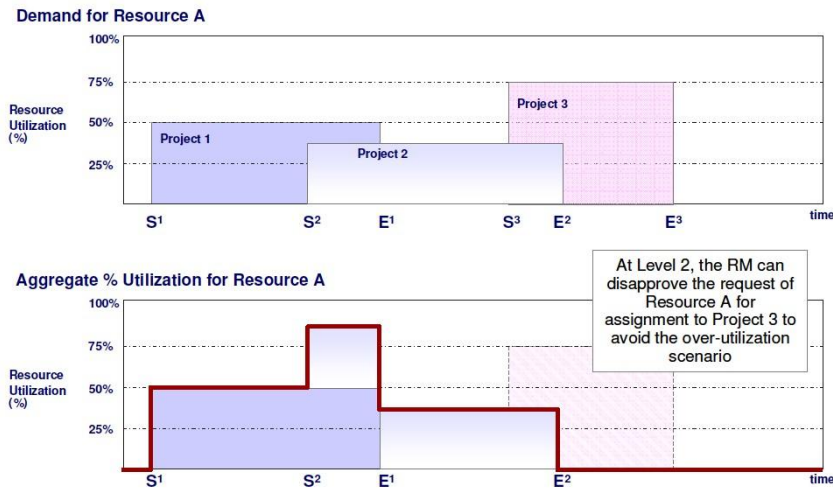 Demand for Resource A
100%
75%
Resource
Utilization
(%)
50%
25%
Project 1
Project 2
Project 3
S¹
S²
E¹
S³
E²
E³
time
Aggregate % Utilization for Resource A
At Level 2, the RM can
disapprove the request of
Resource A for
assignment to Project 3 to
avoid the over-utilization
scenario
100%
75%
Resource
Utilization
(%)
50%
25%
S¹
S²
E¹
E²
time